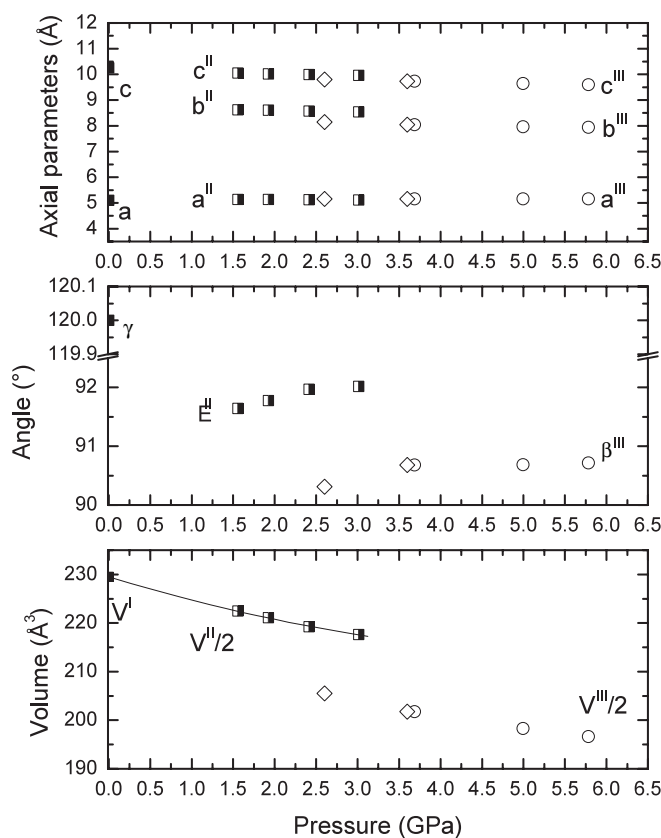 12
11
10
9
8
7
6
5
4
Axial parameters (Å)
c
a
c^II
b^II
a^II
c^III
b^III
a^III
0.0 0.5 1.0 1.5 2.0 2.5 3.0 3.5 4.0 4.5 5.0 5.5 6.0 6.5
120.1
120.0
119.9
92
91
90
Angle (°)
γ
E^II
β^III
0.0 0.5 1.0 1.5 2.0 2.5 3.0 3.5 4.0 4.5 5.0 5.5 6.0 6.5
230
220
210
200
190
Volume (Å^3)
V^I
V^II/2
V^III/2
0.0 0.5 1.0 1.5 2.0 2.5 3.0 3.5 4.0 4.5 5.0 5.5 6.0 6.5
Pressure (GPa)